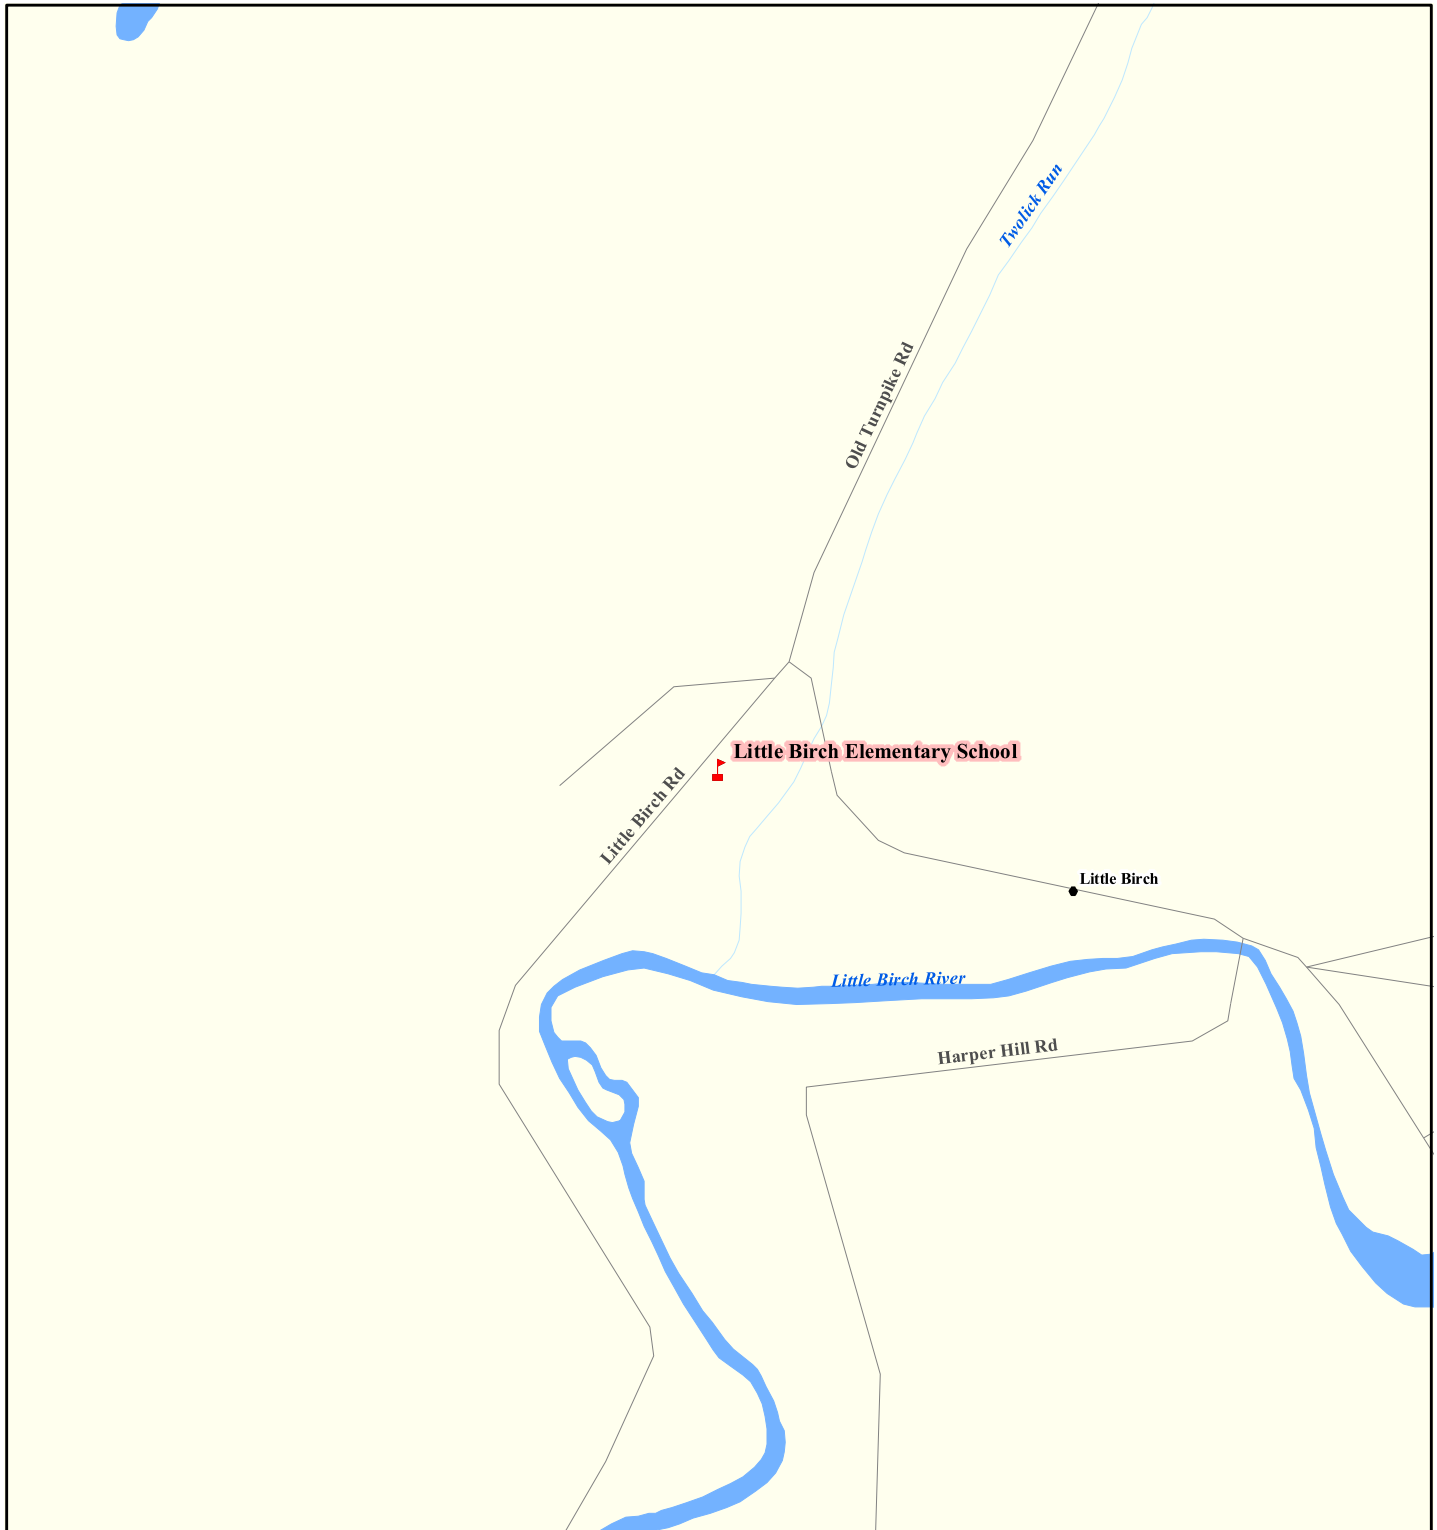 Twolick Run
Old Turnpike Rd
Little Birch Elementary School
Little Birch Rd
Little Birch
Little Birch River
Harper Hill Rd